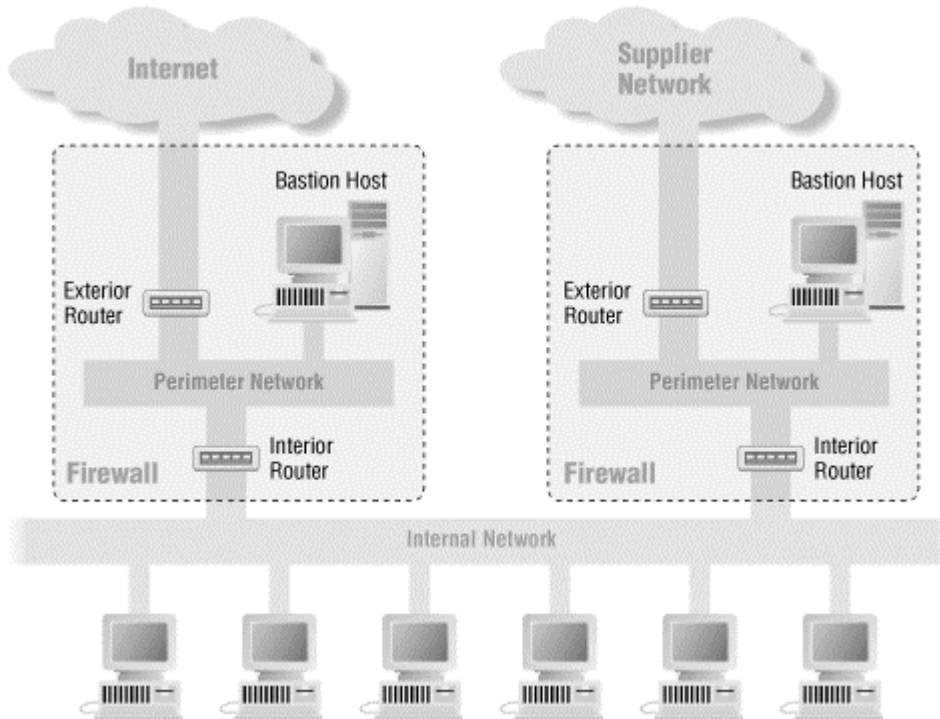 Internet
Supplier
Network
Bastion Host
Bastion Host
Exterior
Router
Exterior
Router
Perimeter Network
Perimeter Network
Interior
Router
Interior
Router
Firewall
Firewall
Internal Network